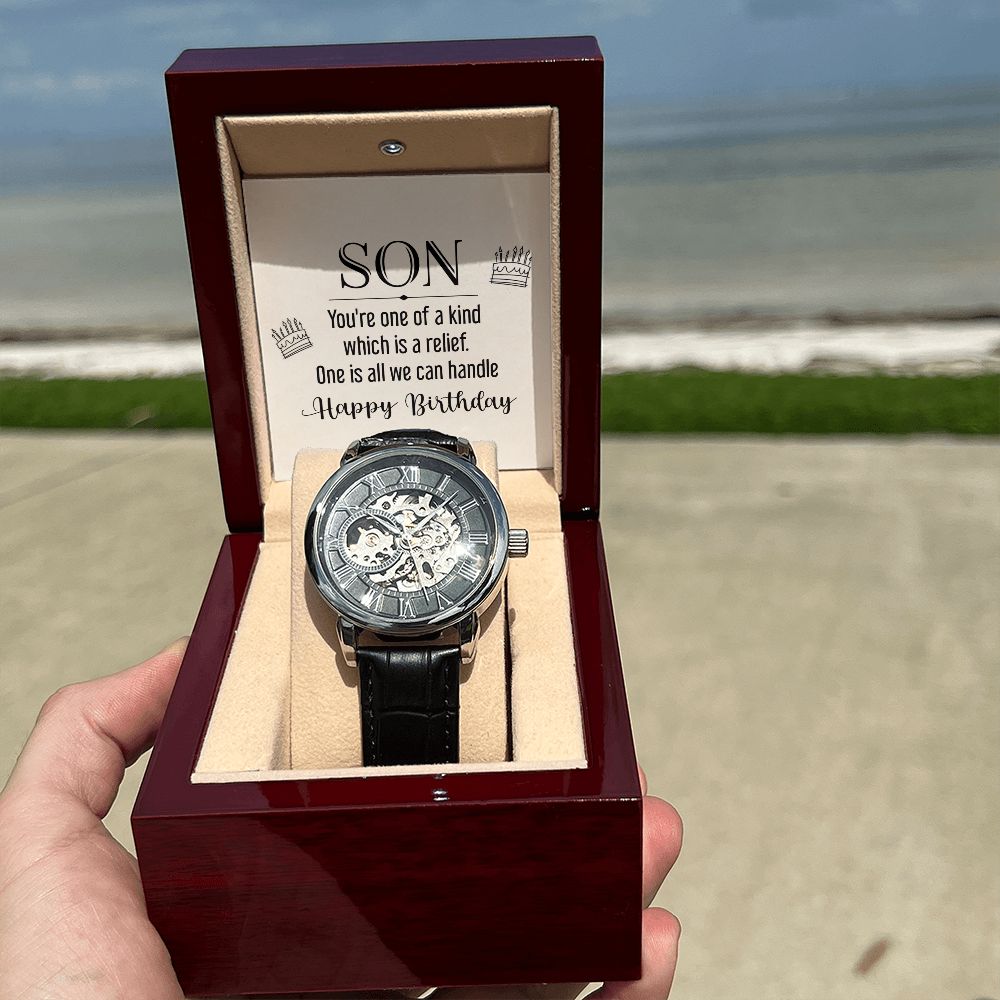 SON
You're one of a kind
which is a relief.
One is all we can handle
Happy Birthday